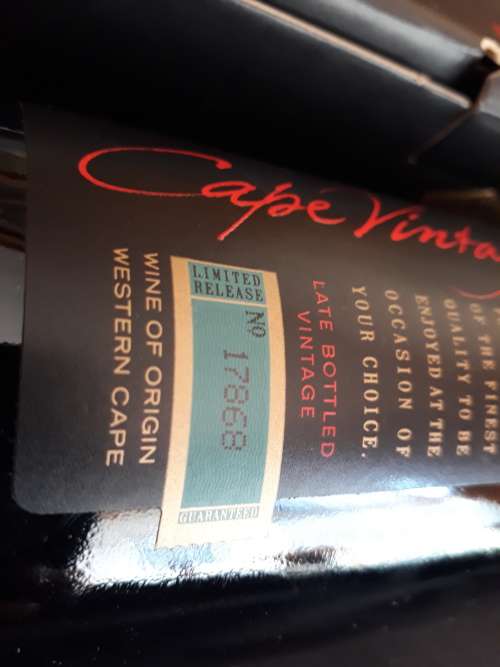 Cape Vinta
OF THE FINEST
QUALITY TO BE
ENJOYED AT THE
OCCASION OF
YOUR CHOICE.
LATE BOTTLED
VINTAGE
LIMITED
RELEASE
Nº 17868
GUARANTEED
WINE OF ORIGIN
WESTERN CAPE